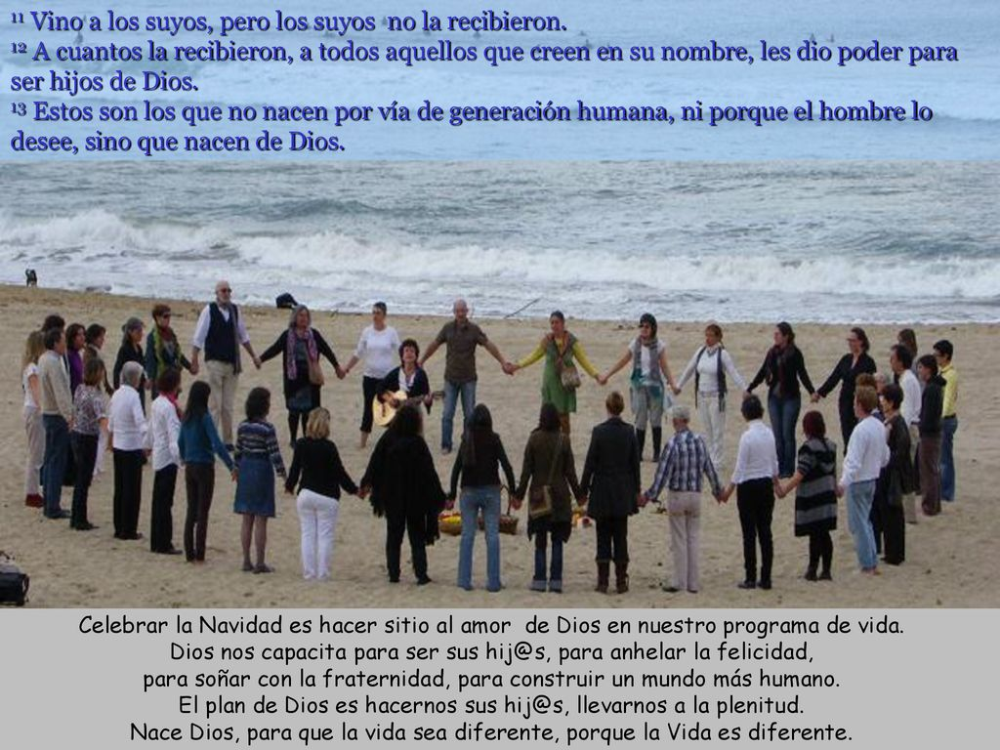 ¹¹ Vino a los suyos, pero los suyos  no la recibieron.
¹² A cuantos la recibieron, a todos aquellos que creen en su nombre, les dio poder para
ser hijos de Dios.
¹³ Estos son los que no nacen por vía de generación humana, ni porque el hombre lo
desee, sino que nacen de Dios.
Celebrar la Navidad es hacer sitio al amor  de Dios en nuestro programa de vida.
Dios nos capacita para ser sus hij@s, para anhelar la felicidad,
para soñar con la fraternidad, para construir un mundo más humano.
El plan de Dios es hacernos sus hij@s, llevarnos a la plenitud.
Nace Dios, para que la vida sea diferente, porque la Vida es diferente.